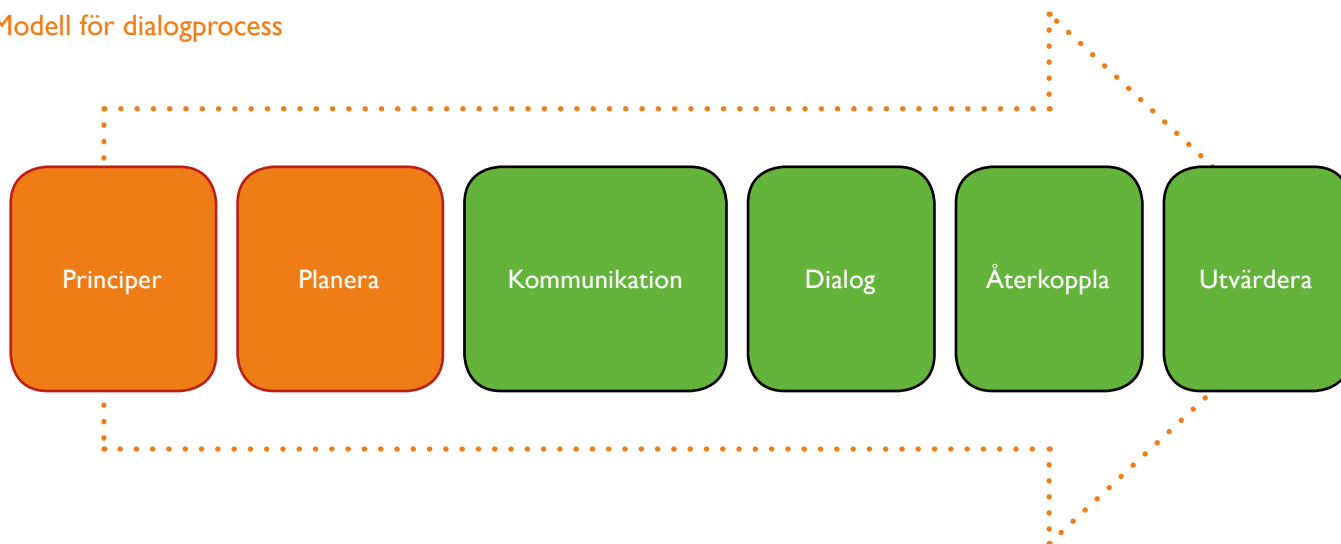 Modell för dialogprocess
Principer
Planera
Kommunikation
Dialog
Återkoppla
Utvärdera